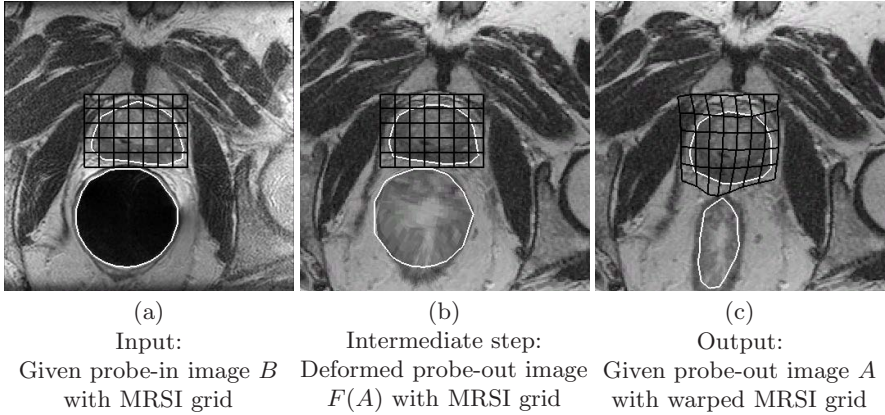 (a)
Input:
Given probe-in image B
with MRSI grid
(b)
Intermediate step:
Deformed probe-out image
F(A) with MRSI grid
(c)
Output:
Given probe-out image A
with warped MRSI grid